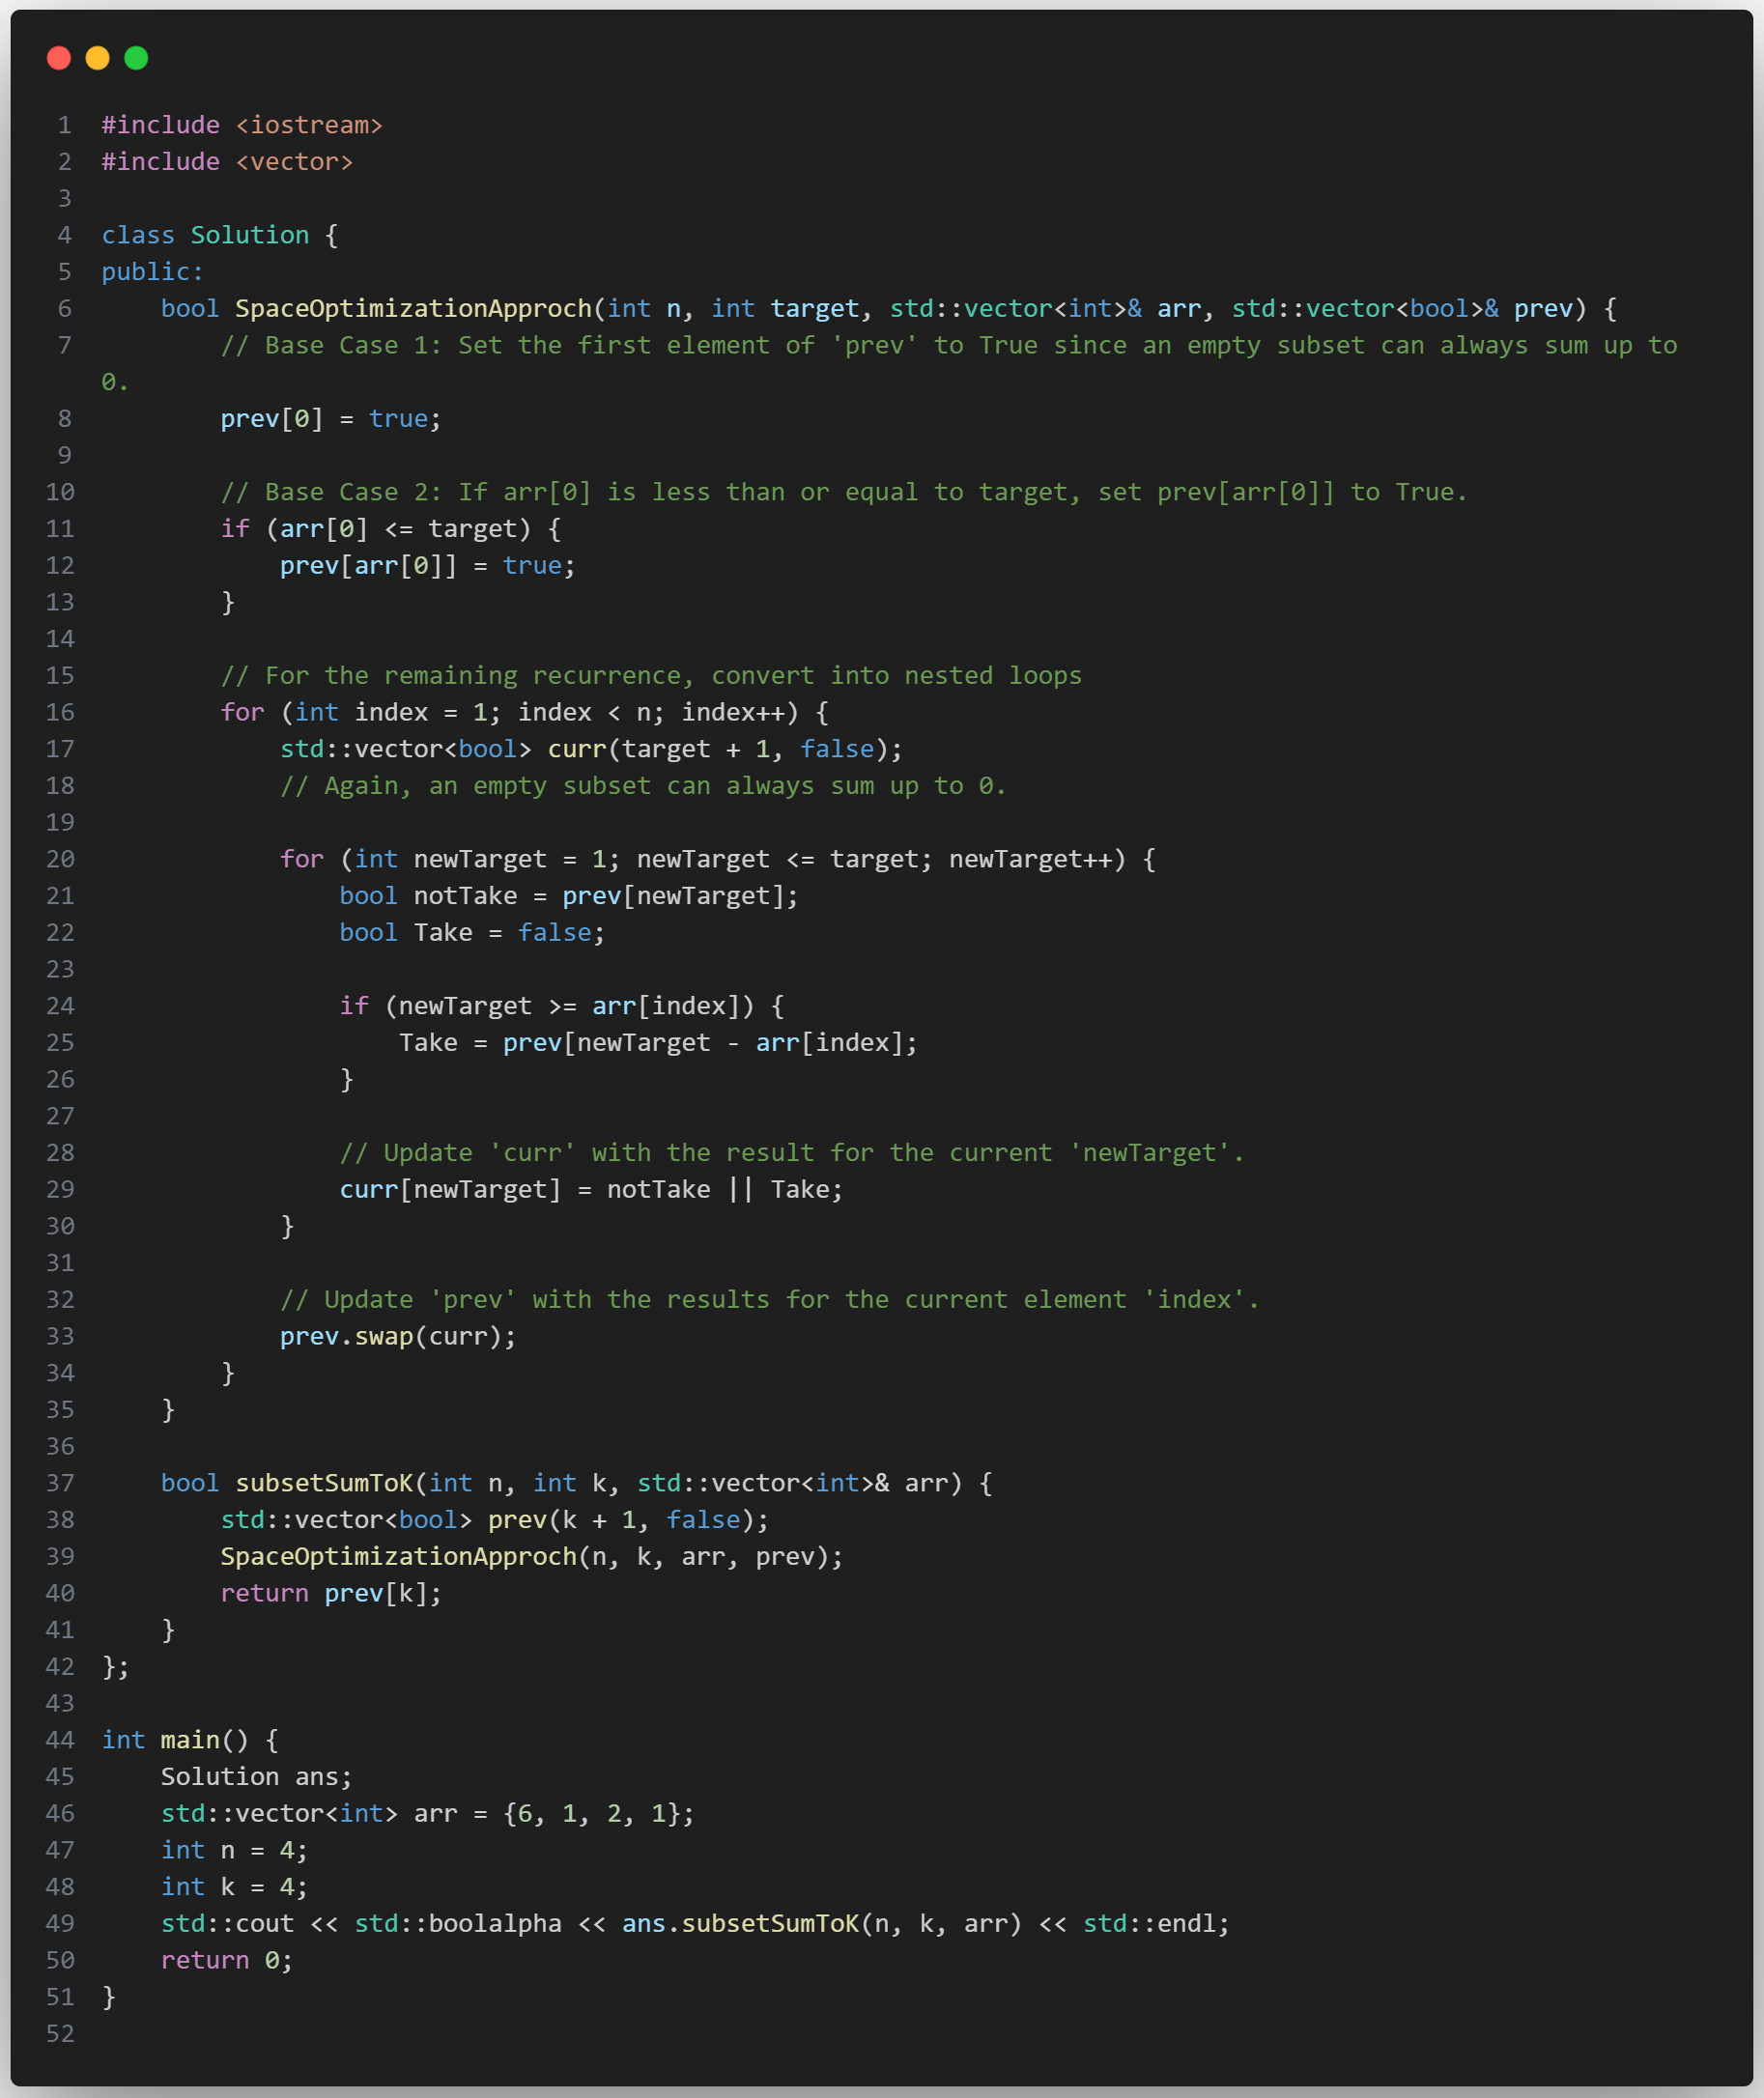 1 #include <iostream>
2 #include <vector>
3
4 class Solution {
5 public:
6     bool SpaceOptimizationApproch(int n, int target, std::vector<int>& arr, std::vector<bool>& prev) {
7         // Base Case 1: Set the first element of 'prev' to True since an empty subset can always sum up to
0.
8         prev[0] = true;
9
10         // Base Case 2: If arr[0] is less than or equal to target, set prev[arr[0]] to True.
11         if (arr[0] <= target) {
12             prev[arr[0]] = true;
13         }
14
15         // For the remaining recurrence, convert into nested loops
16         for (int index = 1; index < n; index++) {
17             std::vector<bool> curr(target + 1, false);
18             // Again, an empty subset can always sum up to 0.
19
20             for (int newTarget = 1; newTarget <= target; newTarget++) {
21                 bool notTake = prev[newTarget];
22                 bool Take = false;
23
24                 if (newTarget >= arr[index]) {
25                     Take = prev[newTarget - arr[index];
26                 }
27
28                 // Update 'curr' with the result for the current 'newTarget'.
29                 curr[newTarget] = notTake || Take;
30             }
31
32             // Update 'prev' with the results for the current element 'index'.
33             prev.swap(curr);
34         }
35     }
36
37     bool subsetSumToK(int n, int k, std::vector<int>& arr) {
38         std::vector<bool> prev(k + 1, false);
39         SpaceOptimizationApproch(n, k, arr, prev);
40         return prev[k];
41     }
42 };
43
44 int main() {
45     Solution ans;
46     std::vector<int> arr = {6, 1, 2, 1};
47     int n = 4;
48     int k = 4;
49     std::cout << std::boolalpha << ans.subsetSumToK(n, k, arr) << std::endl;
50     return 0;
51 }
52